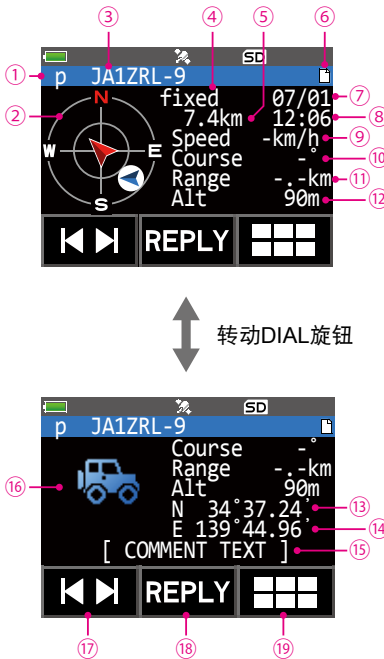 ③ ④ ⑤ ⑥
SD
① p JA1ZRL-9
② N fixed 07/01 ⑦
7.4km 12:06 ⑧
W E Speed -km/h ⑨
Course -° ⑩
Range -.-km ⑪
S Alt 90m ⑫
REPLY
转动DIAL旋钮
SD
p JA1ZRL-9
Course -°
Range -.-km
⑯ Alt 90m
N 34°37.24' ⑬
E 139°44.96' ⑭
[ COMMENT TEXT ] ⑮
REPLY
⑰ ⑱ ⑲